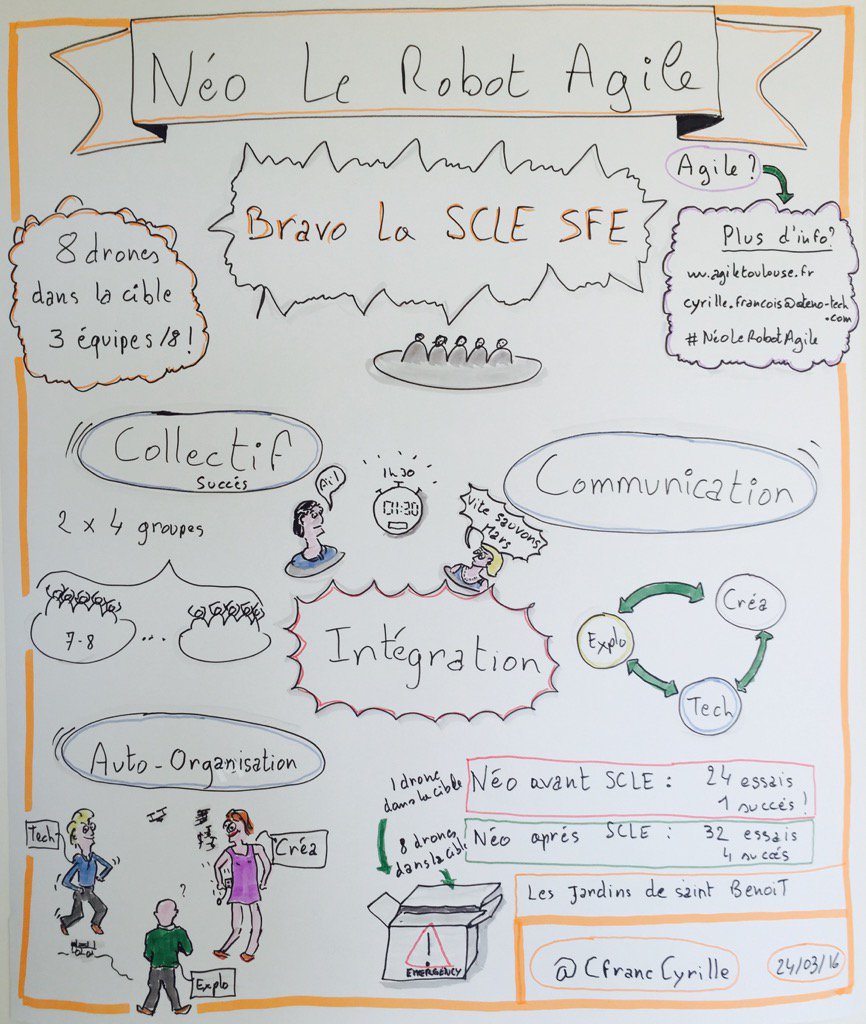 Néo Le Robot Agile
Bravo La SCLE SFE
Agile?
8 drones
dans la cible
3 équipes/8!
Plus d'info?
www.agiletoulouse.fr
cyrille.francois@ateno-tech
.com
#NéoLeRobotAgile
Collectif
succès
1h30
01:30
Communication
vite sauvons
Mars
2 x 4 groupes
7-8 ...
Intégration
Créa
Explo
Tech
Auto-Organisation
Tech
Créa
?
Explo
1 drone
dans la cible
8 drones
dans la cible
EMERGENCY
Néo avant SCLE : 24 essais
1 succès!
Néo après SCLE : 32 essais
4 succès
Les Jardins de saint BenoiT
@CfrancCyrille
24/03/16